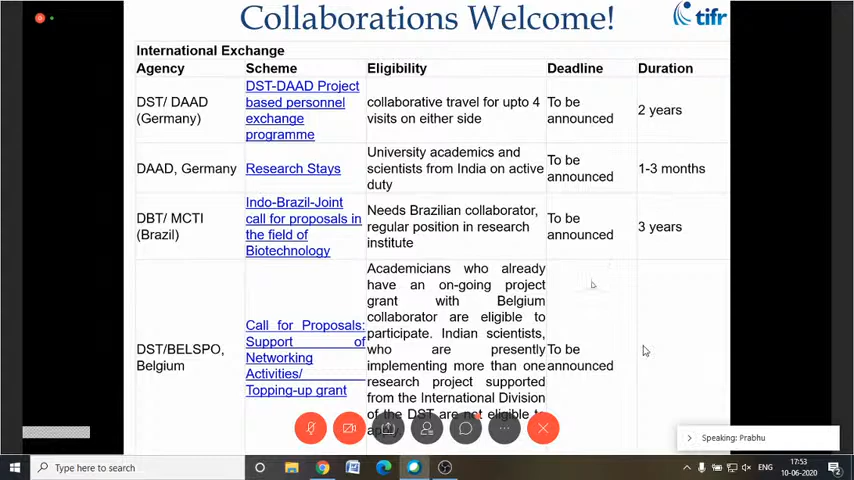 Collaborations Welcome!
tifr
International Exchange
Agency Scheme Eligibility Deadline Duration
DST/ DAAD
(Germany)
DST-DAAD Project
based personnel
exchange
programme
collaborative travel for upto 4
visits on either side
To be
announced
2 years
DAAD, Germany
Research Stays
University academics and
scientists from India on active
duty
To be
announced
1-3 months
DBT/ MCTI
(Brazil)
Indo-Brazil-Joint
call for proposals in
the field of
Biotechnology
Needs Brazilian collaborator,
regular position in research
institute
To be
announced
3 years
DST/BELSPO,
Belgium
Call for Proposals:
Support of
Networking
Activities/
Topping-up grant
Academicians who already
have an on-going project
grant with Belgium
collaborator are eligible to
participate. Indian scientists,
who are presently
implementing more than one
research project supported
from the International Division
of the DST are not eligible to
To be
announced
Speaking: Prabhu
Type here to search
ENG
17:53
10-06-2020